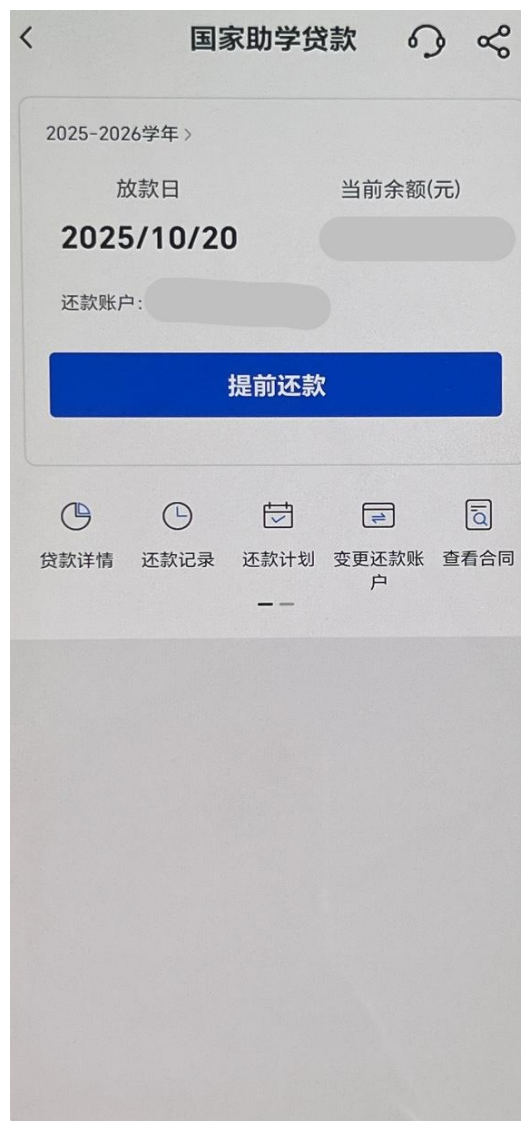 国家助学贷款
2025-2026学年
放款日
当前余额(元)
2025/10/20
还款账户:
提前还款
贷款详情
还款记录
还款计划
变更还款账
户
查看合同